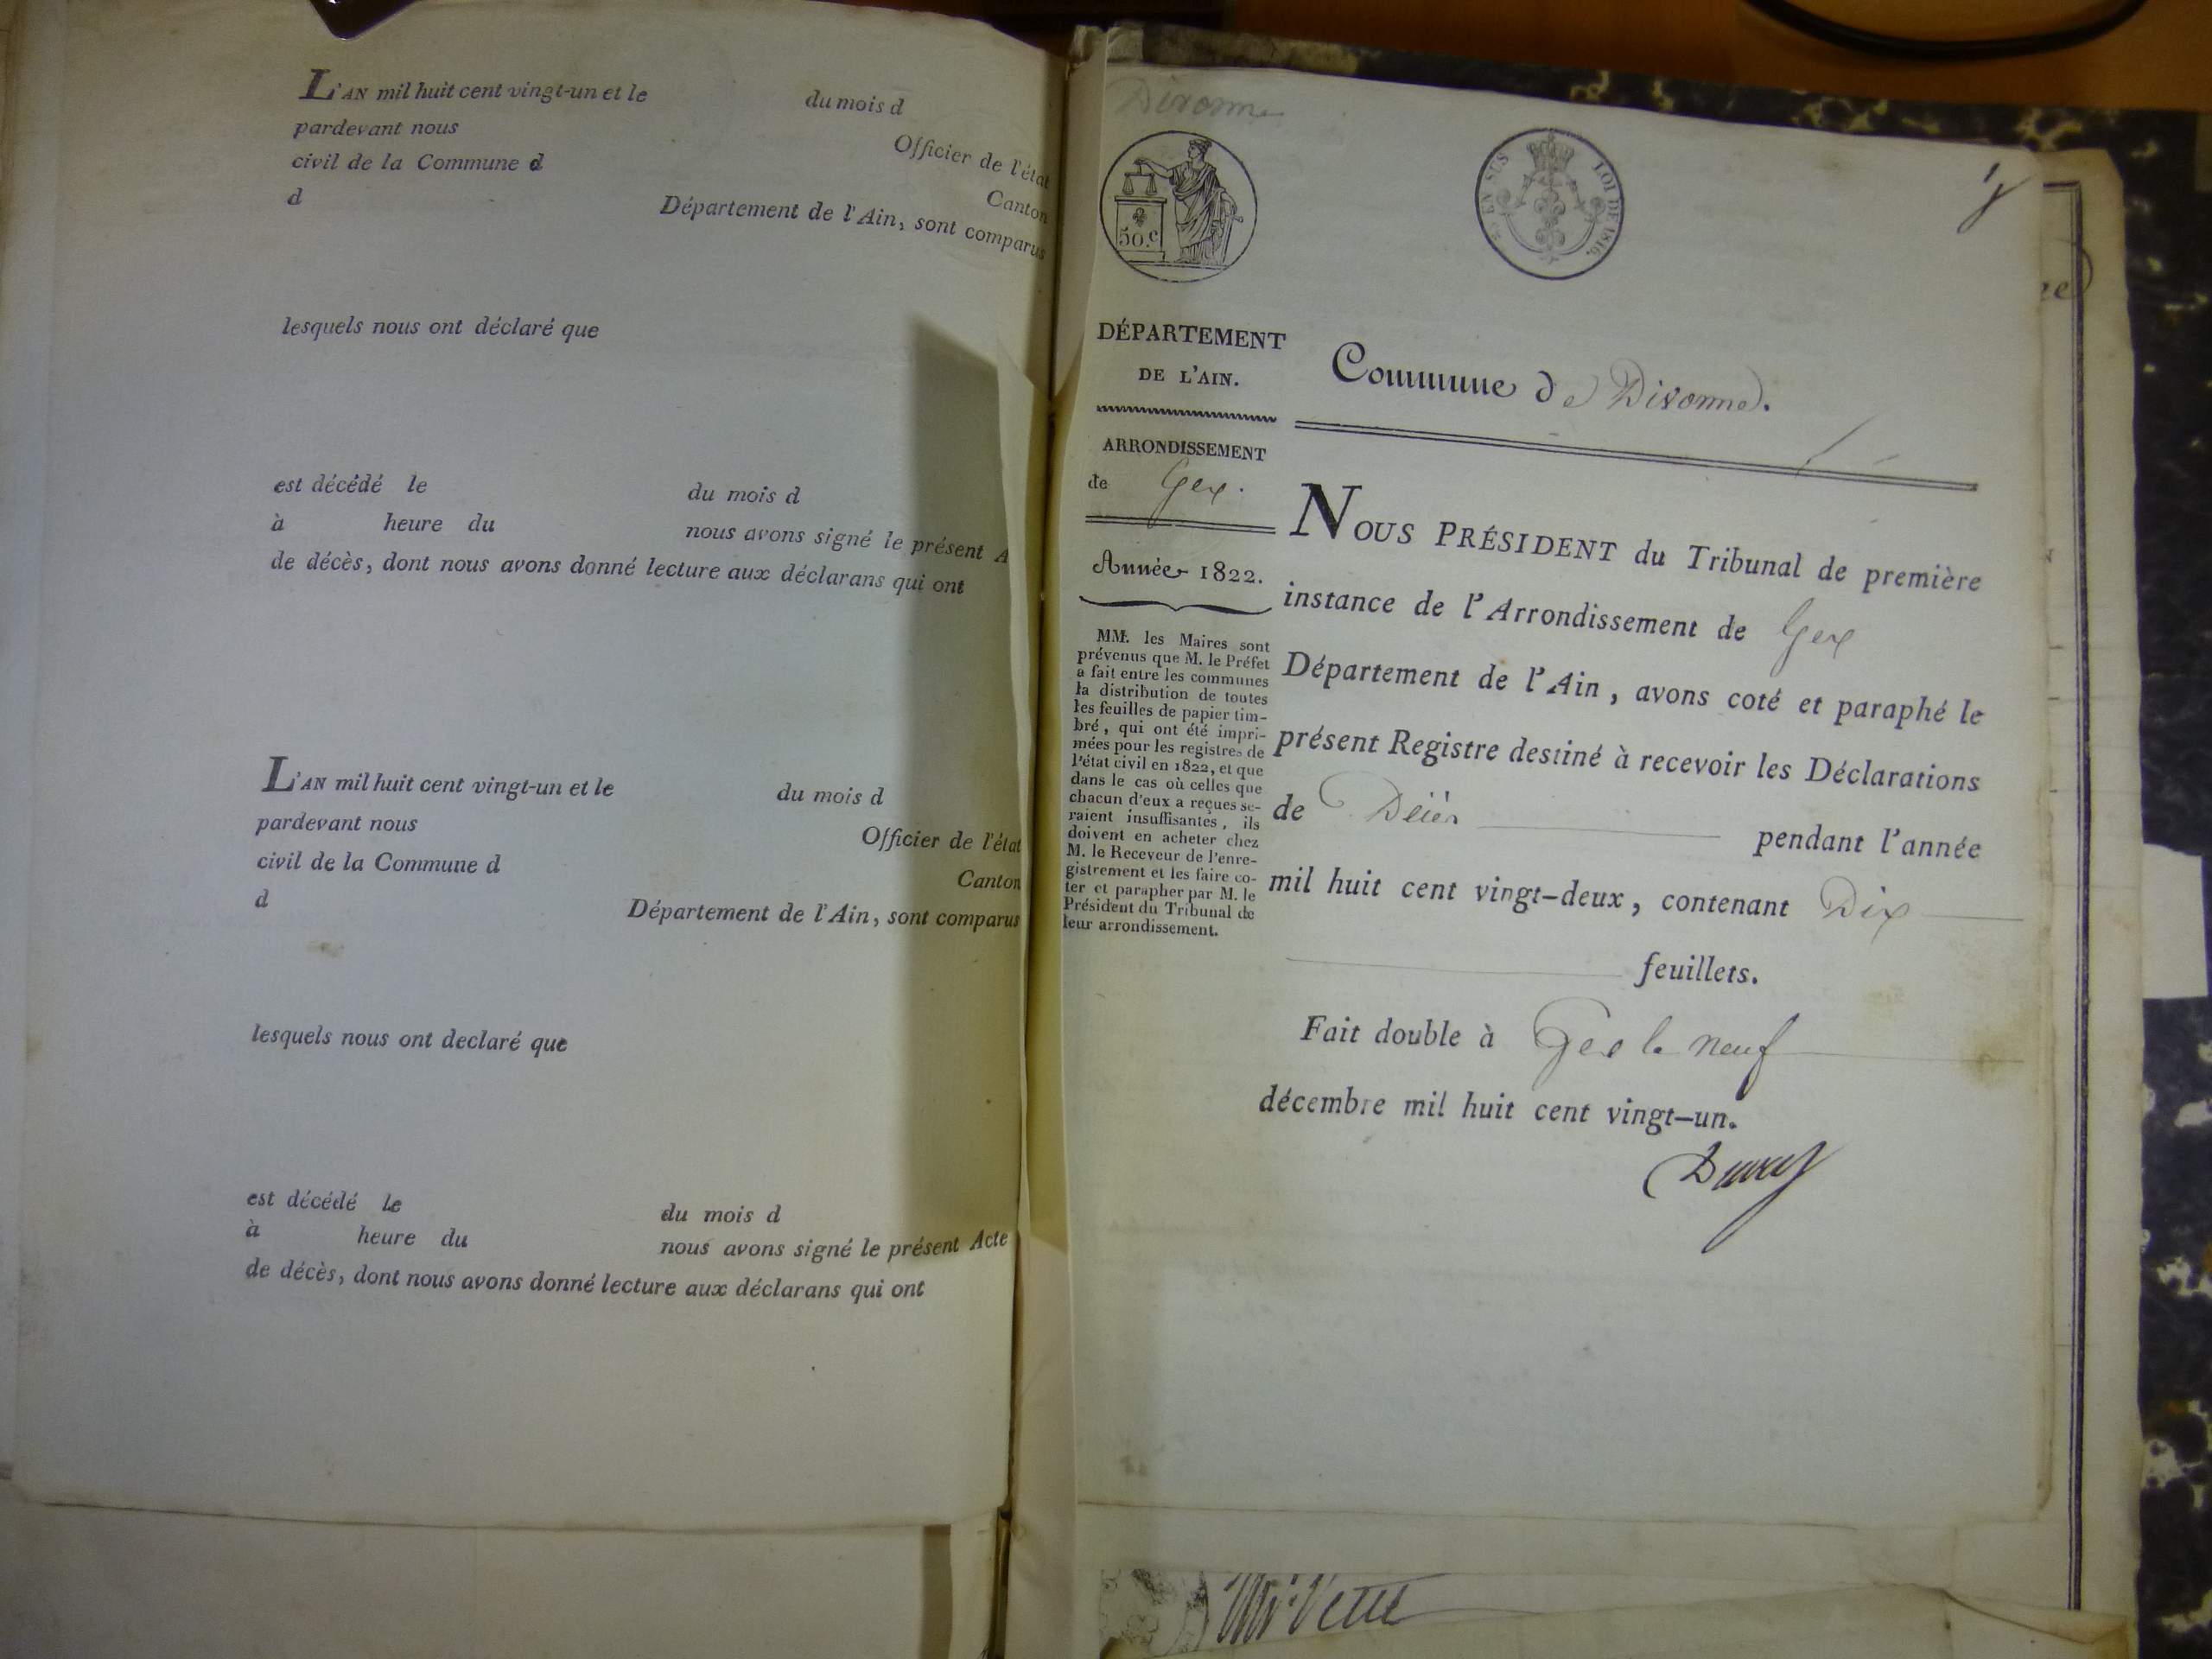 L'AN mil huit cent vingt-un et le du mois d
pardevant nous Officier de l'état
civil de la Commune d Canton
d Département de l'Ain, sont comparus
lesquels nous ont déclaré que
est décédé le du mois d
à heure du nous avons signé le présent A
de décès, dont nous avons donné lecture aux déclarans qui ont
L'AN mil huit cent vingt-un et le du mois d
pardevant nous Officier de l'état
civil de la Commune d Canton
d Département de l'Ain, sont comparus
lesquels nous ont declaré que
est décédé le du mois d
à heure du nous avons signé le présent Acte
de décès, dont nous avons donné lecture aux déclarans qui ont
Divonne
50.c
EN SUS LOI DE 1816.
DÉPARTEMENT
DE L'AIN.
Commune de Divonne.
ARRONDISSEMENT
de Gex.
Année 1822.
MM. les Maires sont
prévenus que M. le Préfet
a fait entre les communes
la distribution de toutes
les feuilles de papier tim-
bré, qui ont été impri-
mées pour les registres de
l'état civil en 1822, et que
dans le cas où celles que
chacun d'eux a reçues se-
raient insuffisantes, ils
doivent en acheter chez
M. le Receveur de l'enre-
gistrement et les faire co-
ter et parapher par M. le
Président du Tribunal de
leur arrondissement.
NOUS PRÉSIDENT du Tribunal de première
instance de l'Arrondissement de Gex
Département de l'Ain, avons coté et paraphé le
présent Registre destiné à recevoir les Déclarations
de Décès pendant l'année
mil huit cent vingt-deux, contenant Dix
feuillets.
Fait double à Gex le neuf
décembre mil huit cent vingt-un.